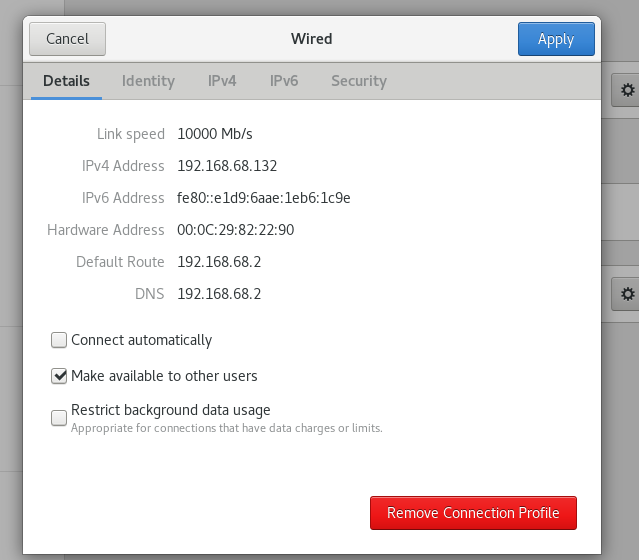 Cancel Wired Apply
Details Identity IPv4 IPv6 Security
Link speed 10000 Mb/s
IPv4 Address 192.168.68.132
IPv6 Address fe80::e1d9:6aae:1eb6:1c9e
Hardware Address 00:0C:29:82:22:90
Default Route 192.168.68.2
DNS 192.168.68.2
Connect automatically
Make available to other users
Restrict background data usage
Appropriate for connections that have data charges or limits.
Remove Connection Profile